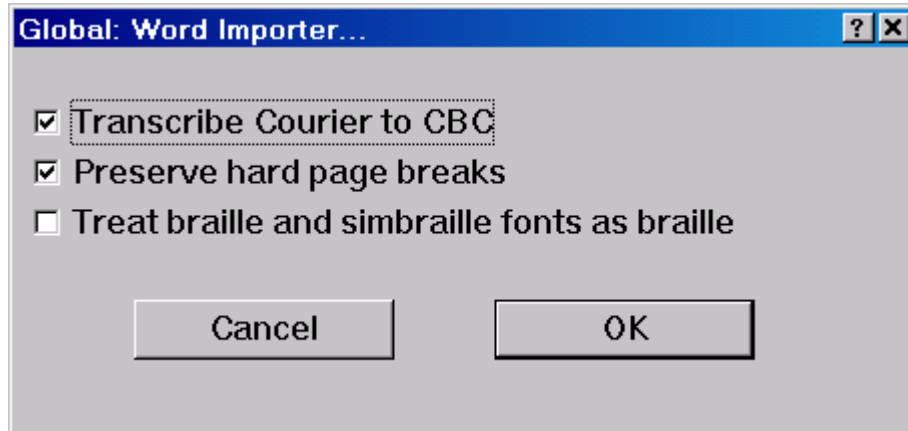 Global: Word Importer...
Transcribe Courier to CBC
Preserve hard page breaks
Treat braille and simbraille fonts as braille
Cancel OK